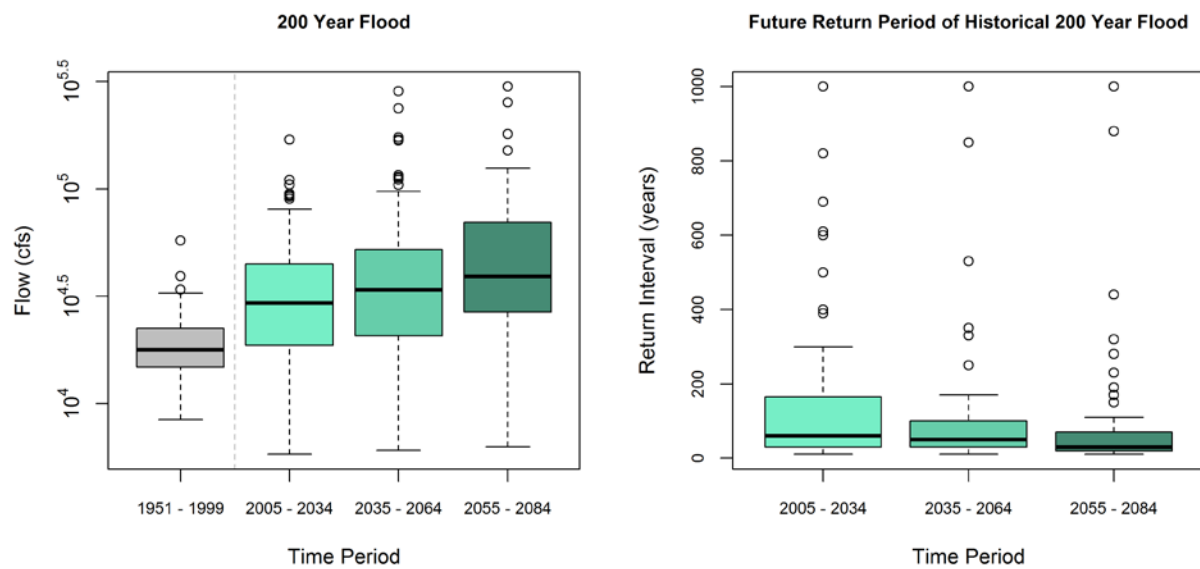 200 Year Flood
Flow (cfs)
10^5.5
10^5
10^4.5
10^4
1951 - 1999
2005 - 2034
2035 - 2064
2055 - 2084
Time Period
Future Return Period of Historical 200 Year Flood
Return Interval (years)
1000
800
600
400
200
0
2005 - 2034
2035 - 2064
2055 - 2084
Time Period